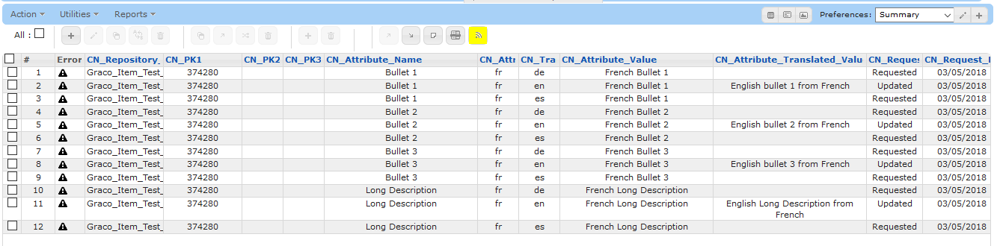 Action Utilities Reports Preferences: Summary
All :
# Error CN_Repository_ CN_PK1 CN_PK2 CN_PK3 CN_Attribute_Name CN_Attr CN_Tra CN_Attribute_Value CN_Attribute_Translated_Valu CN_Reques CN_Request_
1 Graco_Item_Test_ 374280 Bullet 1 fr de French Bullet 1 Requested 03/05/2018
2 Graco_Item_Test_ 374280 Bullet 1 fr en French Bullet 1 English bullet 1 from French Updated 03/05/2018
3 Graco_Item_Test_ 374280 Bullet 1 fr es French Bullet 1 Requested 03/05/2018
4 Graco_Item_Test_ 374280 Bullet 2 fr de French Bullet 2 Requested 03/05/2018
5 Graco_Item_Test_ 374280 Bullet 2 fr en French Bullet 2 English bullet 2 from French Updated 03/05/2018
6 Graco_Item_Test_ 374280 Bullet 2 fr es French Bullet 2 Requested 03/05/2018
7 Graco_Item_Test_ 374280 Bullet 3 fr de French Bullet 3 Requested 03/05/2018
8 Graco_Item_Test_ 374280 Bullet 3 fr en French Bullet 3 English bullet 3 from French Updated 03/05/2018
9 Graco_Item_Test_ 374280 Bullet 3 fr es French Bullet 3 Requested 03/05/2018
10 Graco_Item_Test_ 374280 Long Description fr de French Long Description Requested 03/05/2018
11 Graco_Item_Test_ 374280 Long Description fr en French Long Description English Long Description from Updated 03/05/2018
French
12 Graco_Item_Test_ 374280 Long Description fr es French Long Description Requested 03/05/2018